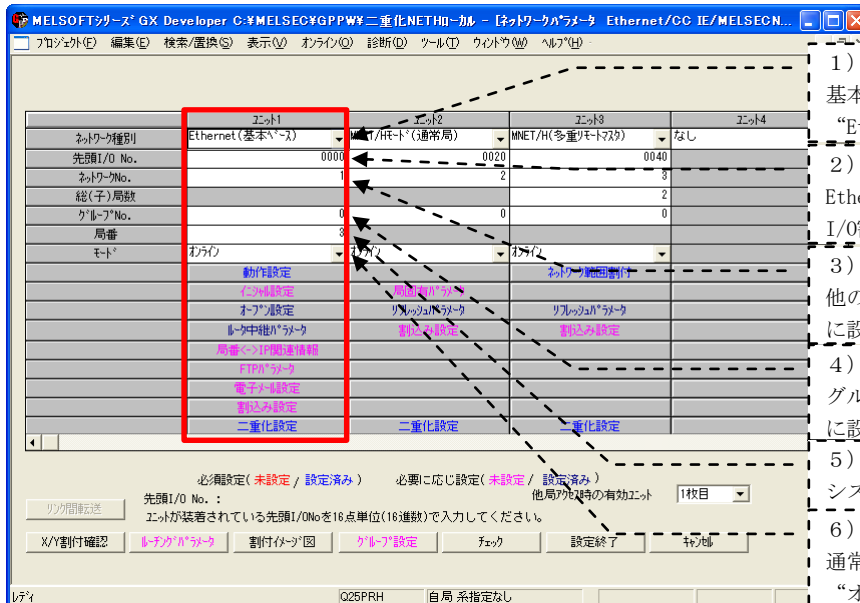 MELSOFTシリーズ GX Developer C:¥MELSEC¥GPPW¥二重化NETHローカル - [ネットワークパラメータ Ethernet/CC IE/MELSECN...
プロジェクト(F) 編集(E) 検索/置換(S) 表示(V) オンライン(O) 診断(D) ツール(T) ウィンドウ(W) ヘルプ(H)
ユニット1 ユニット2 ユニット3 ユニット4
ネットワーク種別 Ethernet(基本ベース) MNET/Hモード(通常局) MNET/H(多重リモートマスタ) なし
先頭I/O No. 0000 0020 0040
ネットワークNo. 1 2 3
総(子)局数 2
グループNo. 0 0 0
局番 3
モード オンライン オンライン オンライン
動作設定 ネットワーク範囲割付
イニシャル設定 局固有パラメータ
オープン設定 リフレッシュパラメータ リフレッシュパラメータ
ルータ中継パラメータ 割込み設定 割込み設定
局番<->IP関連情報
FTPパラメータ
電子メール設定
割込み設定
二重化設定 二重化設定 二重化設定
必須設定( 未設定 / 設定済み ) 必要に応じ設定( 未設定 / 設定済み )
リンク間転送
先頭I/O No. : 他局アクセス時の有効ユニット 1枚目
ユニットが装着されている先頭I/ONoを16点単位(16進数)で入力してください。
X/Y割付確認 ルーチングパラメータ 割付イメージ図 グループ設定 チェック 設定終了 キャンセル
レディ Q25PRH 自局 系指定なし
1)
基本
“E
2)
Ethe
I/O
3)
他の
に設
4)
グル
に設
5)
シス
6)
通常
“オ